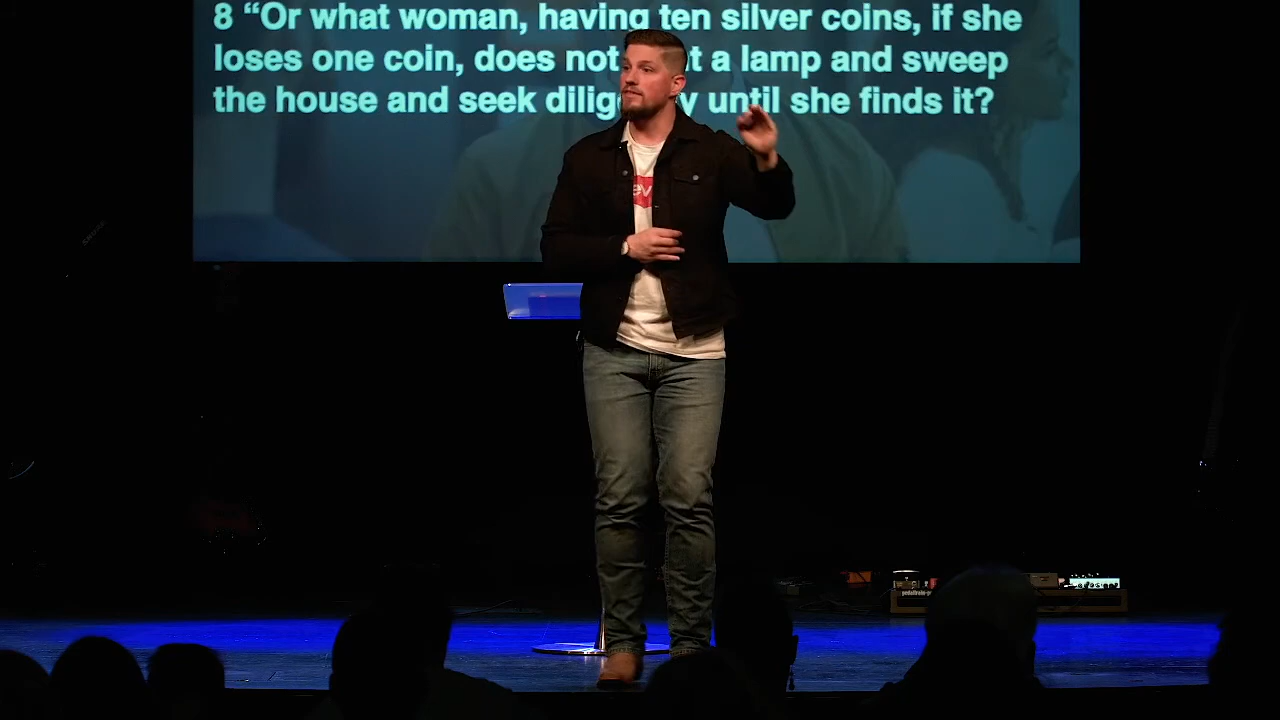 8 “Or what woman, having ten silver coins, if she
loses one coin, does not a lamp and sweep
the house and seek until she finds it?